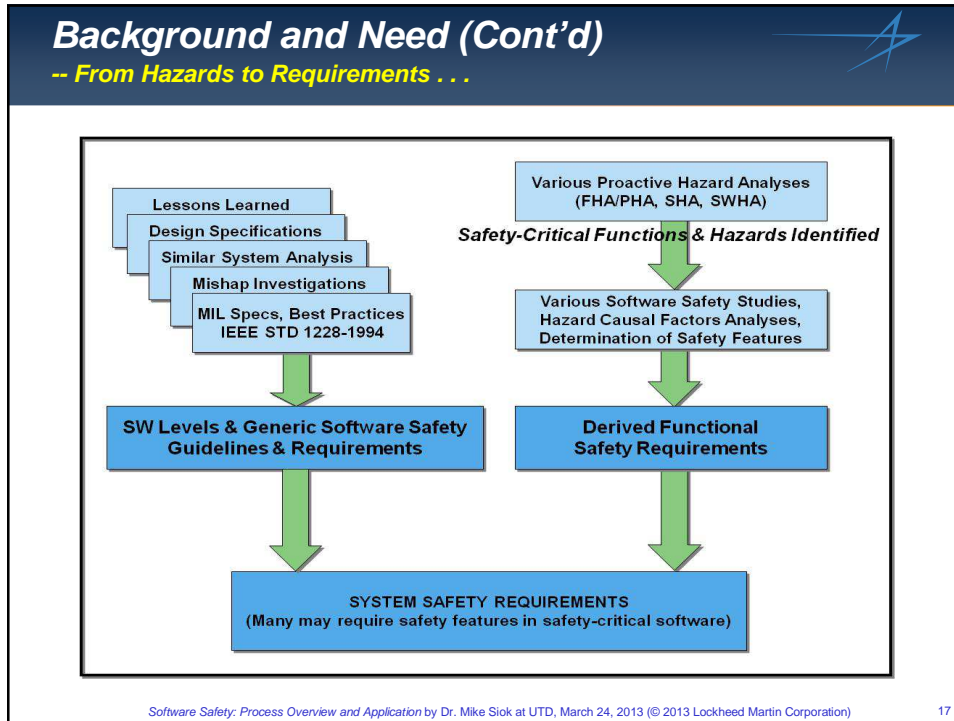 Background and Need (Cont'd)
-- From Hazards to Requirements . . .
Lessons Learned
Design Specifications
Similar System Analysis
Mishap Investigations
MIL Specs, Best Practices
IEEE STD 1228-1994
SW Levels & Generic Software Safety
Guidelines & Requirements
Various Proactive Hazard Analyses
(FHA/PHA, SHA, SWHA)
Safety-Critical Functions & Hazards Identified
Various Software Safety Studies,
Hazard Causal Factors Analyses,
Determination of Safety Features
Derived Functional
Safety Requirements
SYSTEM SAFETY REQUIREMENTS
(Many may require safety features in safety-critical software)
Software Safety: Process Overview and Application by Dr. Mike Siok at UTD, March 24, 2013 (© 2013 Lockheed Martin Corporation)
17